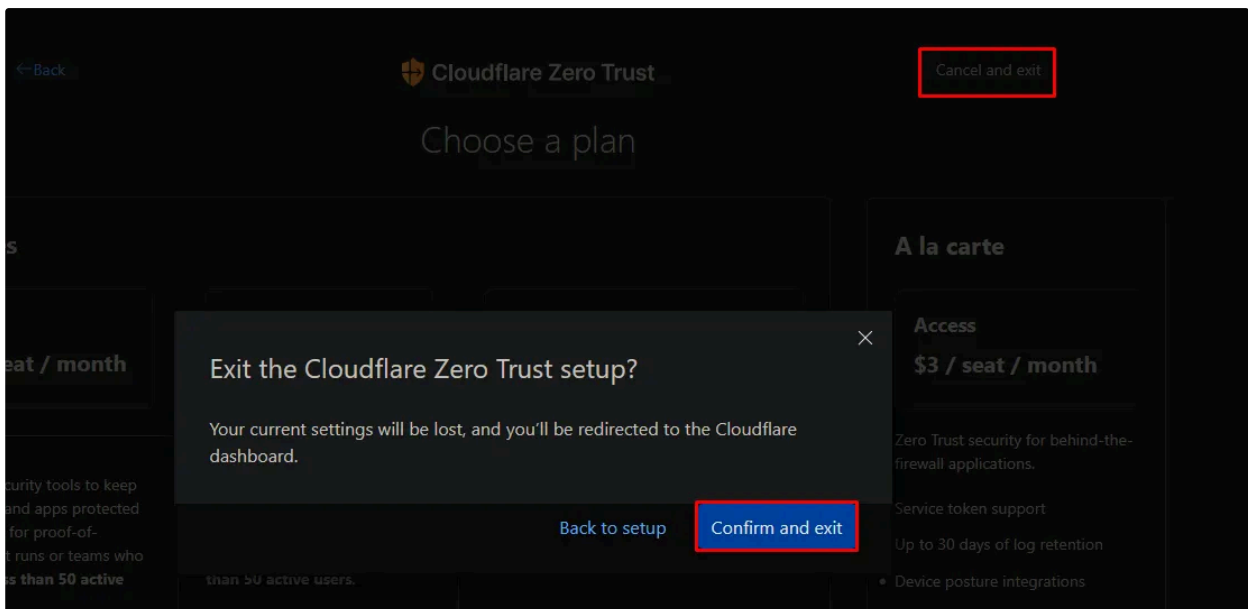 ←Back
Cloudflare Zero Trust
Cancel and exit
Choose a plan
s
A la carte
eat / month
Access
$3 / seat / month
Exit the Cloudflare Zero Trust setup?
Your current settings will be lost, and you'll be redirected to the Cloudflare
dashboard.
Back to setup
Confirm and exit
curity tools to keep
and apps protected
for proof-of-
t runs or teams who
ss than 50 active
than 50 active users.
Zero Trust security for behind-the-
firewall applications.
Service token support
Up to 30 days of log retention
• Device posture integrations